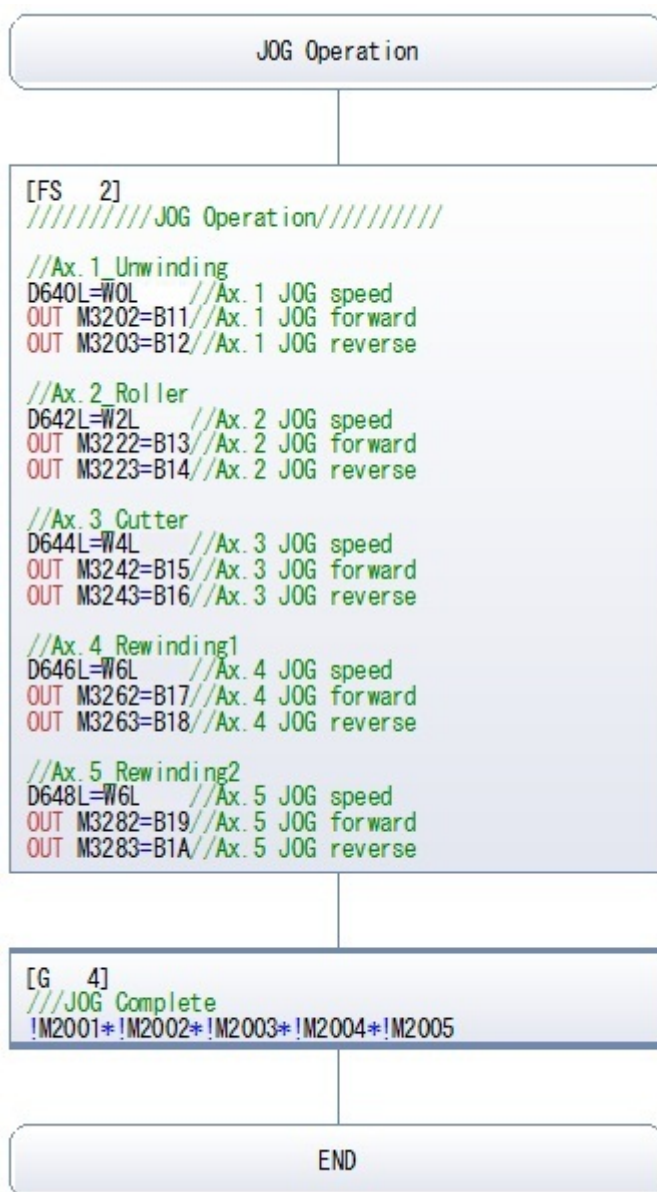 JOG Operation
[FS   2]
//////////JOG Operation//////////
//Ax.1_Unwinding
D640L=W0L     //Ax.1 JOG speed
OUT M3202=B11//Ax.1 JOG forward
OUT M3203=B12//Ax.1 JOG reverse
//Ax.2_Roller
D642L=W2L     //Ax.2 JOG speed
OUT M3222=B13//Ax.2 JOG forward
OUT M3223=B14//Ax.2 JOG reverse
//Ax.3_Cutter
D644L=W4L     //Ax.3 JOG speed
OUT M3242=B15//Ax.3 JOG forward
OUT M3243=B16//Ax.3 JOG reverse
//Ax.4_Rewinding1
D646L=W6L     //Ax.4 JOG speed
OUT M3262=B17//Ax.4 JOG forward
OUT M3263=B18//Ax.4 JOG reverse
//Ax.5_Rewinding2
D648L=W6L     //Ax.5 JOG speed
OUT M3282=B19//Ax.5 JOG forward
OUT M3283=B1A//Ax.5 JOG reverse
[G   4]
///JOG Complete
!M2001*!M2002*!M2003*!M2004*!M2005
END